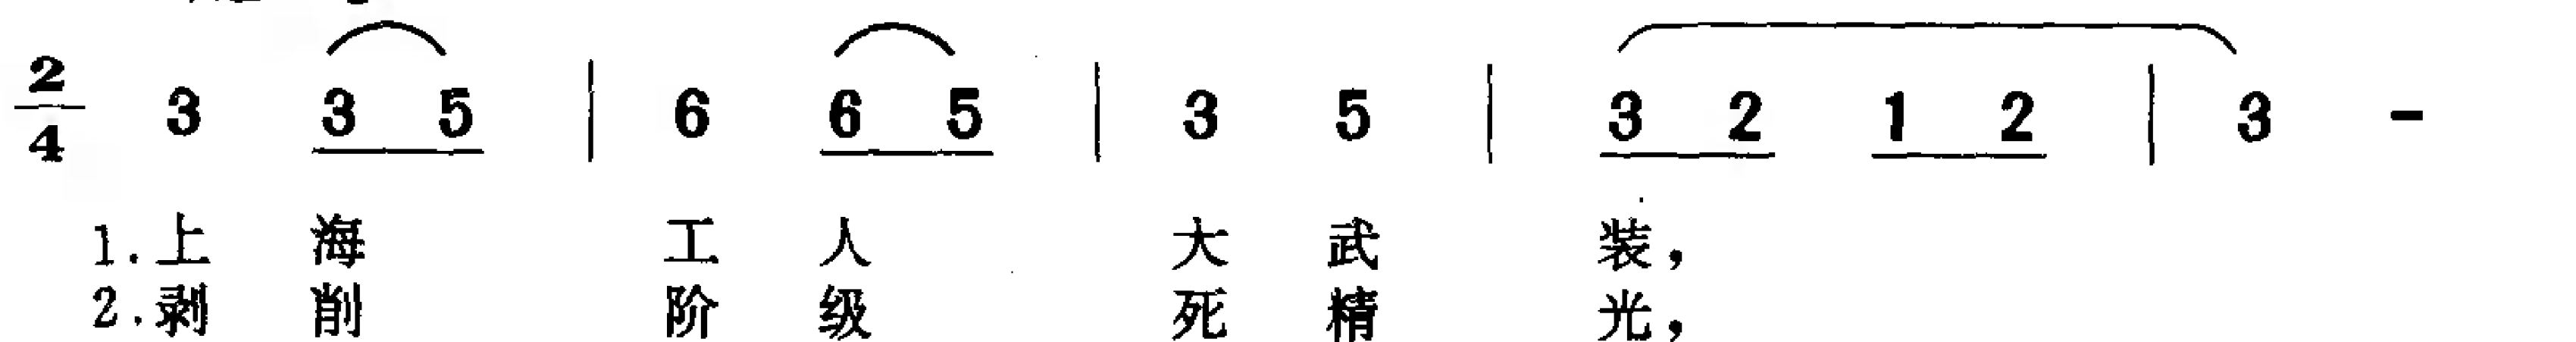 2/4 3 3 5 | 6 6 5 | 3 5 | 3 2 1 2 | 3 -
1.上海工人大武装，
2.剥削阶级死精光，